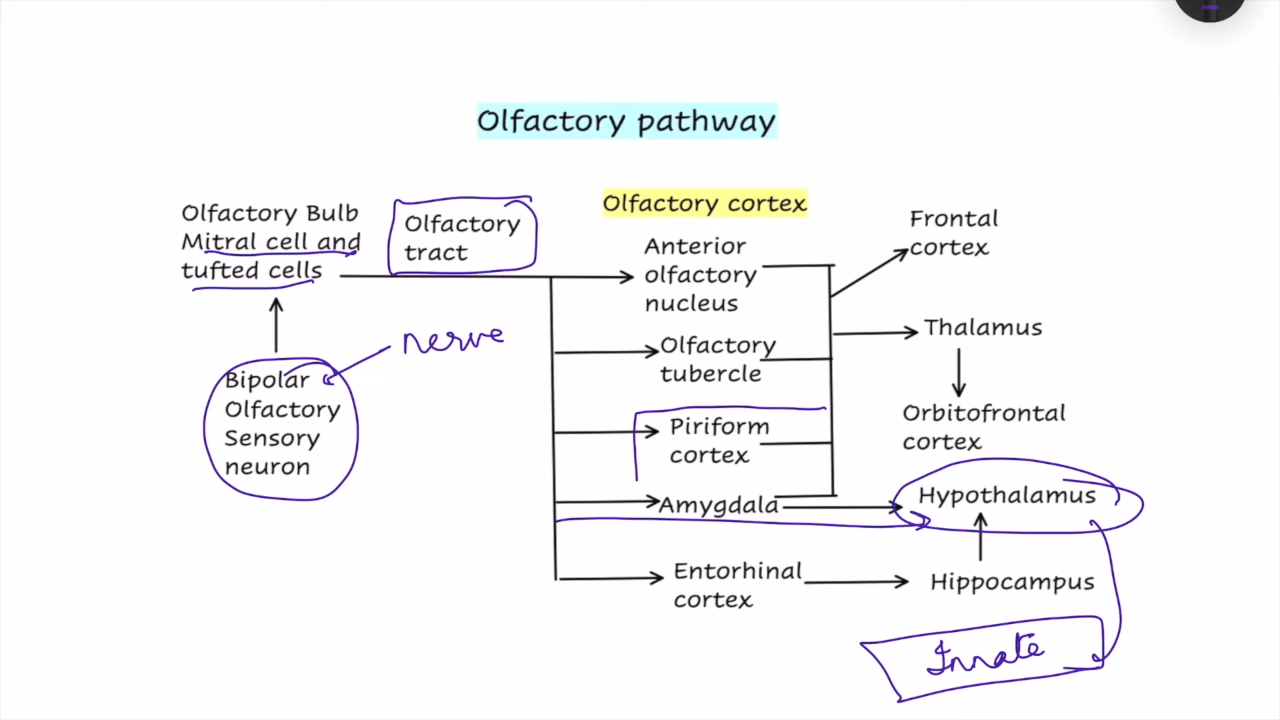 Olfactory pathway
Olfactory Bulb
Mitral cell and
tufted cells
Olfactory
tract
nerve
Bipolar
Olfactory
Sensory
neuron
Olfactory cortex
Anterior
olfactory
nucleus
Olfactory
tubercle
Piriform
cortex
Amygdala
Entorhinal
cortex
Frontal
cortex
Thalamus
Orbitofrontal
cortex
Hypothalamus
Hippocampus
Innate